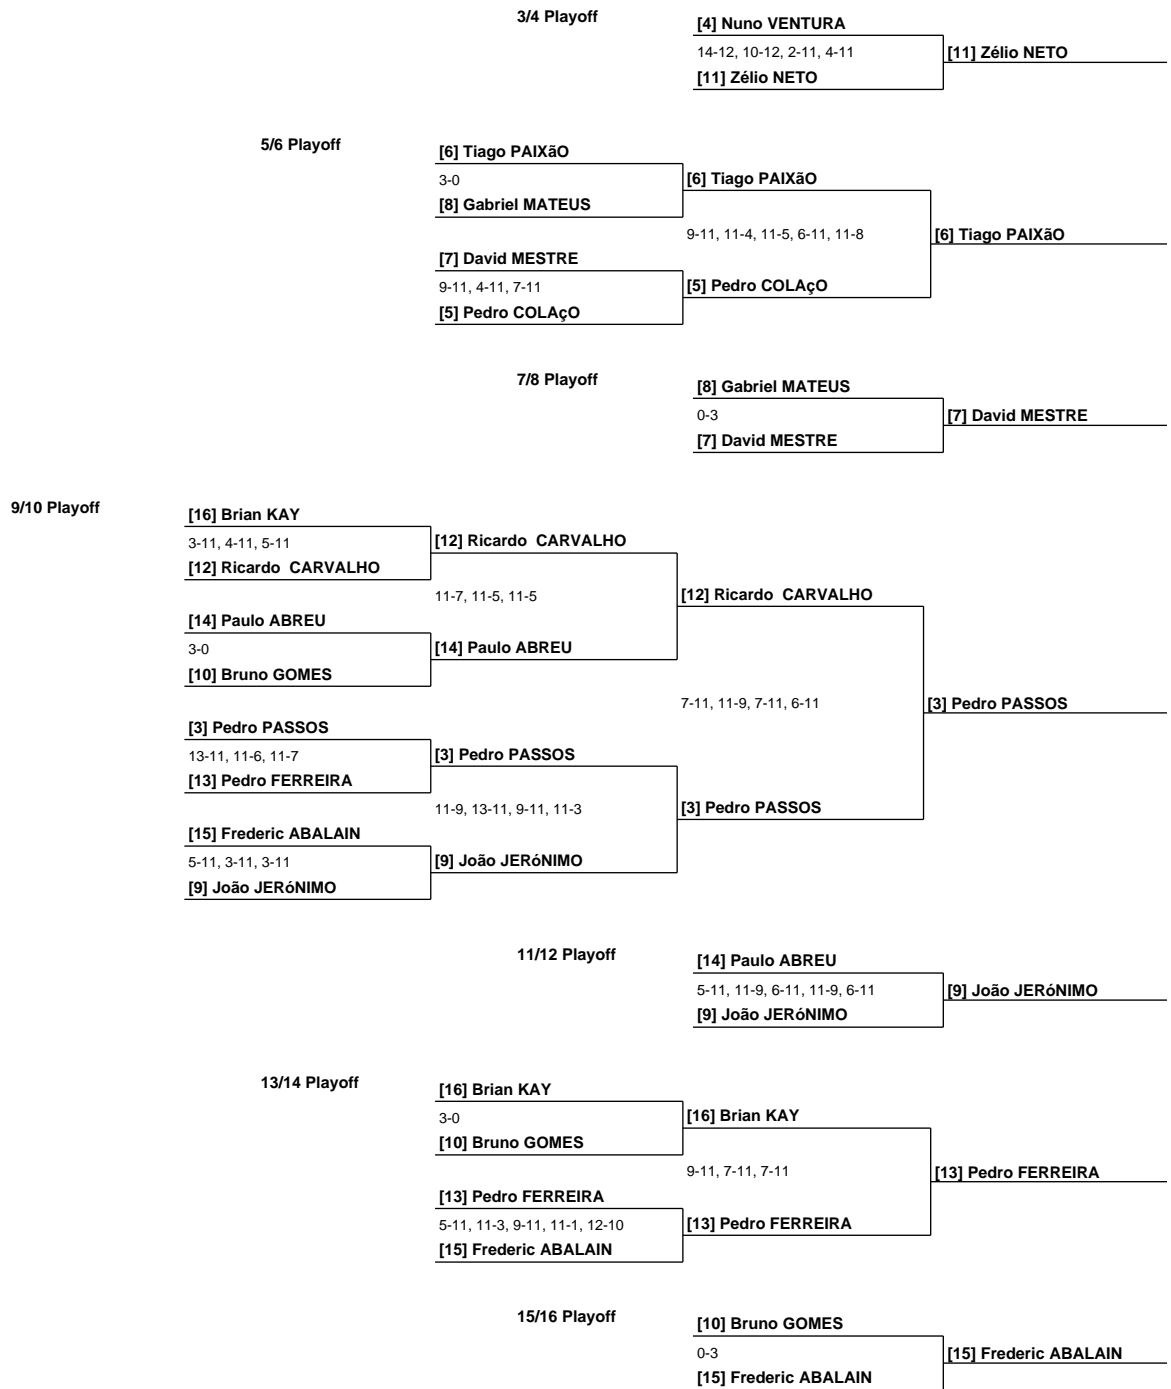 3/4 Playoff
[4] Nuno VENTURA
14-12, 10-12, 2-11, 4-11
[11] Zélio NETO
[11] Zélio NETO
5/6 Playoff
[6] Tiago PAIXãO
3-0
[6] Tiago PAIXãO
[8] Gabriel MATEUS
9-11, 11-4, 11-5, 6-11, 11-8
[6] Tiago PAIXãO
[7] David MESTRE
9-11, 4-11, 7-11
[5] Pedro COLAçO
[5] Pedro COLAçO
7/8 Playoff
[8] Gabriel MATEUS
0-3
[7] David MESTRE
[7] David MESTRE
9/10 Playoff
[16] Brian KAY
3-11, 4-11, 5-11
[12] Ricardo  CARVALHO
[12] Ricardo  CARVALHO
11-7, 11-5, 11-5
[12] Ricardo  CARVALHO
[14] Paulo ABREU
3-0
[14] Paulo ABREU
[10] Bruno GOMES
7-11, 11-9, 7-11, 6-11
[3] Pedro PASSOS
[3] Pedro PASSOS
13-11, 11-6, 11-7
[3] Pedro PASSOS
[13] Pedro FERREIRA
11-9, 13-11, 9-11, 11-3
[3] Pedro PASSOS
[15] Frederic ABALAIN
5-11, 3-11, 3-11
[9] João JERóNIMO
[9] João JERóNIMO
11/12 Playoff
[14] Paulo ABREU
5-11, 11-9, 6-11, 11-9, 6-11
[9] João JERóNIMO
[9] João JERóNIMO
13/14 Playoff
[16] Brian KAY
3-0
[16] Brian KAY
[10] Bruno GOMES
9-11, 7-11, 7-11
[13] Pedro FERREIRA
[13] Pedro FERREIRA
5-11, 11-3, 9-11, 11-1, 12-10
[13] Pedro FERREIRA
[15] Frederic ABALAIN
15/16 Playoff
[10] Bruno GOMES
0-3
[15] Frederic ABALAIN
[15] Frederic ABALAIN